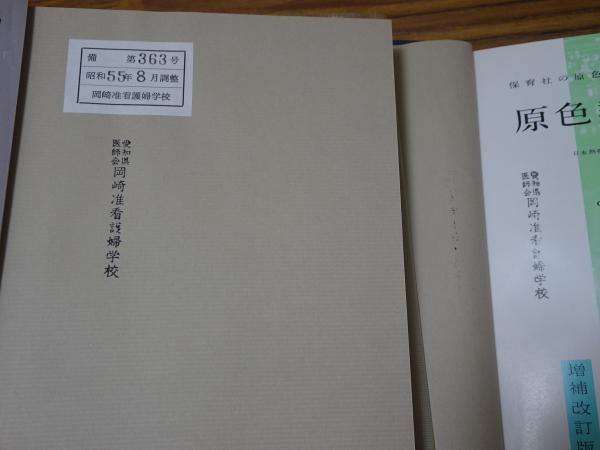 備 第363号
昭和55年8月調整
岡崎准看護婦学校
愛知県
医師会
岡崎准看護婦学校
保育社の原色
原色
愛知県
医師会
岡崎准看護婦学校
増補改訂版